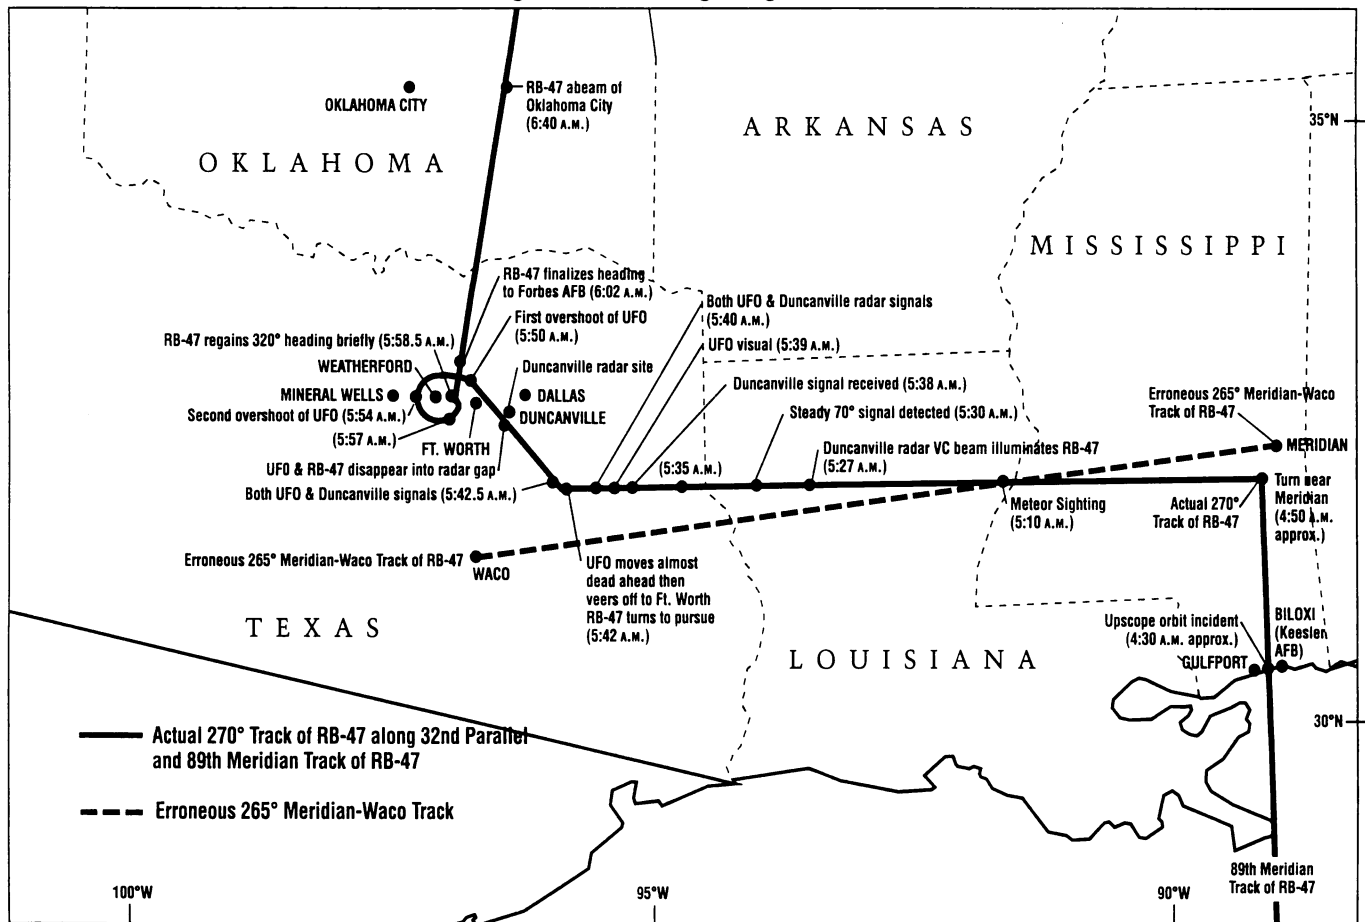 OKLAHOMA CITY
RB-47 abeam of
Oklahoma City
(6:40 A.M.)
ARKANSAS
35°N
OKLAHOMA
MISSISSIPPI
RB-47 finalizes heading
to Forbes AFB (6:02 A.M.)
First overshoot of UFO
(5:50 A.M.)
Both UFO & Duncanville radar signals
(5:40 A.M.)
UFO visual (5:39 A.M.)
RB-47 regains 320° heading briefly (5:58.5 A.M.)
WEATHERFORD
Duncanville radar site
MINERAL WELLS
DALLAS
Duncanville signal received (5:38 A.M.)
Second overshoot of UFO (5:54 A.M.)
DUNCANVILLE
Steady 70° signal detected (5:30 A.M.)
Erroneous 265° Meridian-Waco
Track of RB-47
(5:57 A.M.)
FT. WORTH
MERIDIAN
Duncanville radar VC beam illuminates RB-47
(5:27 A.M.)
UFO & RB-47 disappear into radar gap
(5:35 A.M.)
Both UFO & Duncanville signals (5:42.5 A.M.)
Meteor Sighting
(5:10 A.M.)
Actual 270°
Track of RB-47
Turn near
Meridian
(4:50 A.M.
approx.)
Erroneous 265° Meridian-Waco Track of RB-47
WACO
UFO moves almost
dead ahead then
veers off to Ft. Worth
RB-47 turns to pursue
(5:42 A.M.)
TEXAS
Upscope orbit incident
(4:30 A.M. approx.)
BILOXI
(Keesler
AFB)
GULFPORT
LOUISIANA
30°N
Actual 270° Track of RB-47 along 32nd Parallel
and 89th Meridian Track of RB-47
Erroneous 265° Meridian-Waco Track
89th Meridian
Track of RB-47
100°W
95°W
90°W